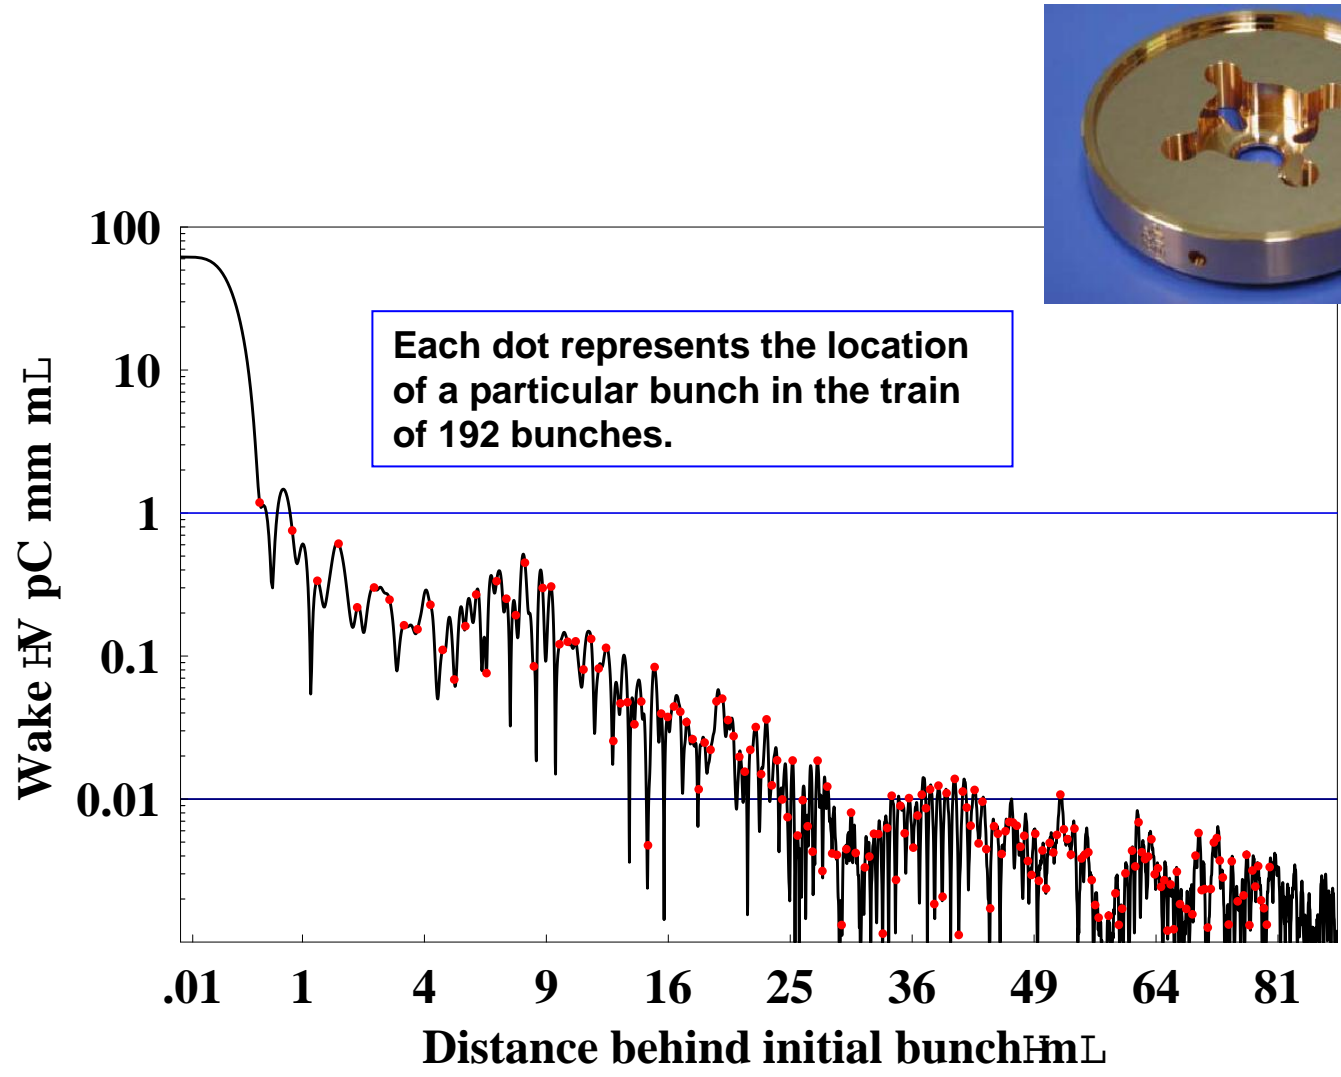 100
10
1
0.1
0.01
Wake HV pC mm mL
Each dot represents the location
of a particular bunch in the train
of 192 bunches.
.01 1 4 9 16 25 36 49 64 81
Distance behind initial bunchHmL